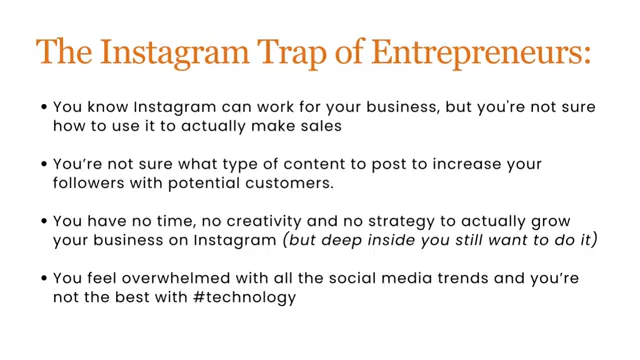 The Instagram Trap of Entrepreneurs:
• You know Instagram can work for your business, but you're not sure
how to use it to actually make sales
• You’re not sure what type of content to post to increase your
followers with potential customers.
• You have no time, no creativity and no strategy to actually grow
your business on Instagram (but deep inside you still want to do it)
• You feel overwhelmed with all the social media trends and you’re
not the best with #technology